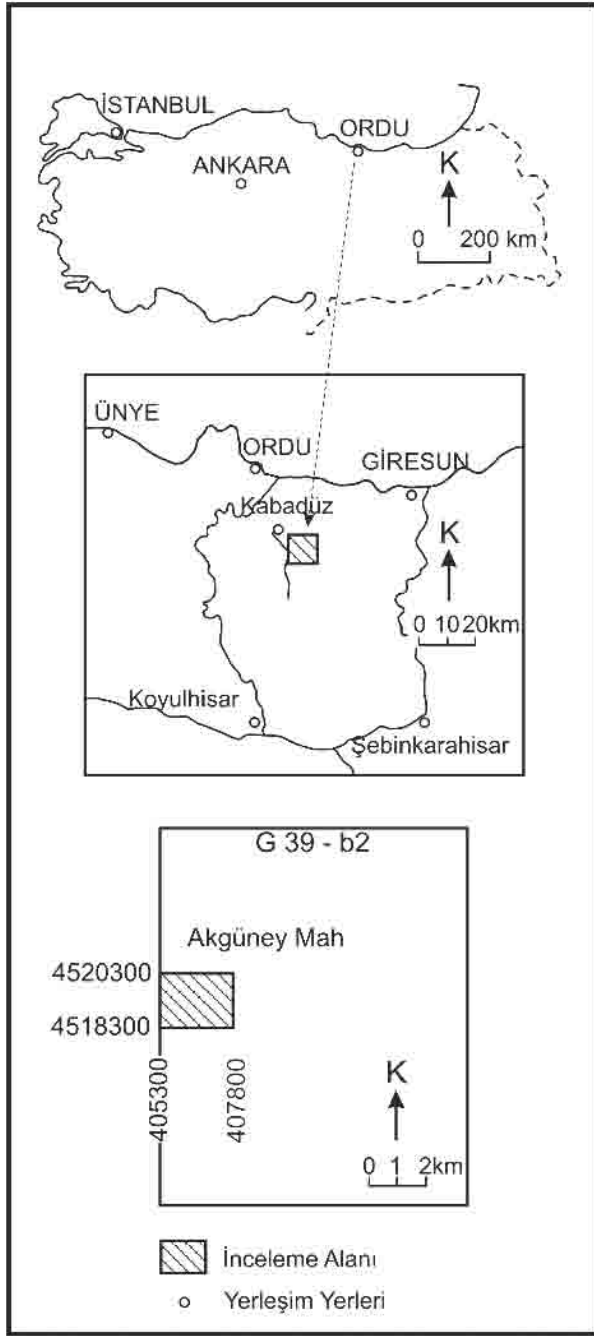 İSTANBUL
ORDU
ANKARA
K
0 200 km
ÜNYE
ORDU
GİRESUN
Kabadüz
K
0 10 20km
Koyulhisar
Şebinkarahisar
G 39 - b2
Akgüney Mah
4520300
4518300
405300
407800
K
0 1 2km
İnceleme Alanı
Yerleşim Yerleri